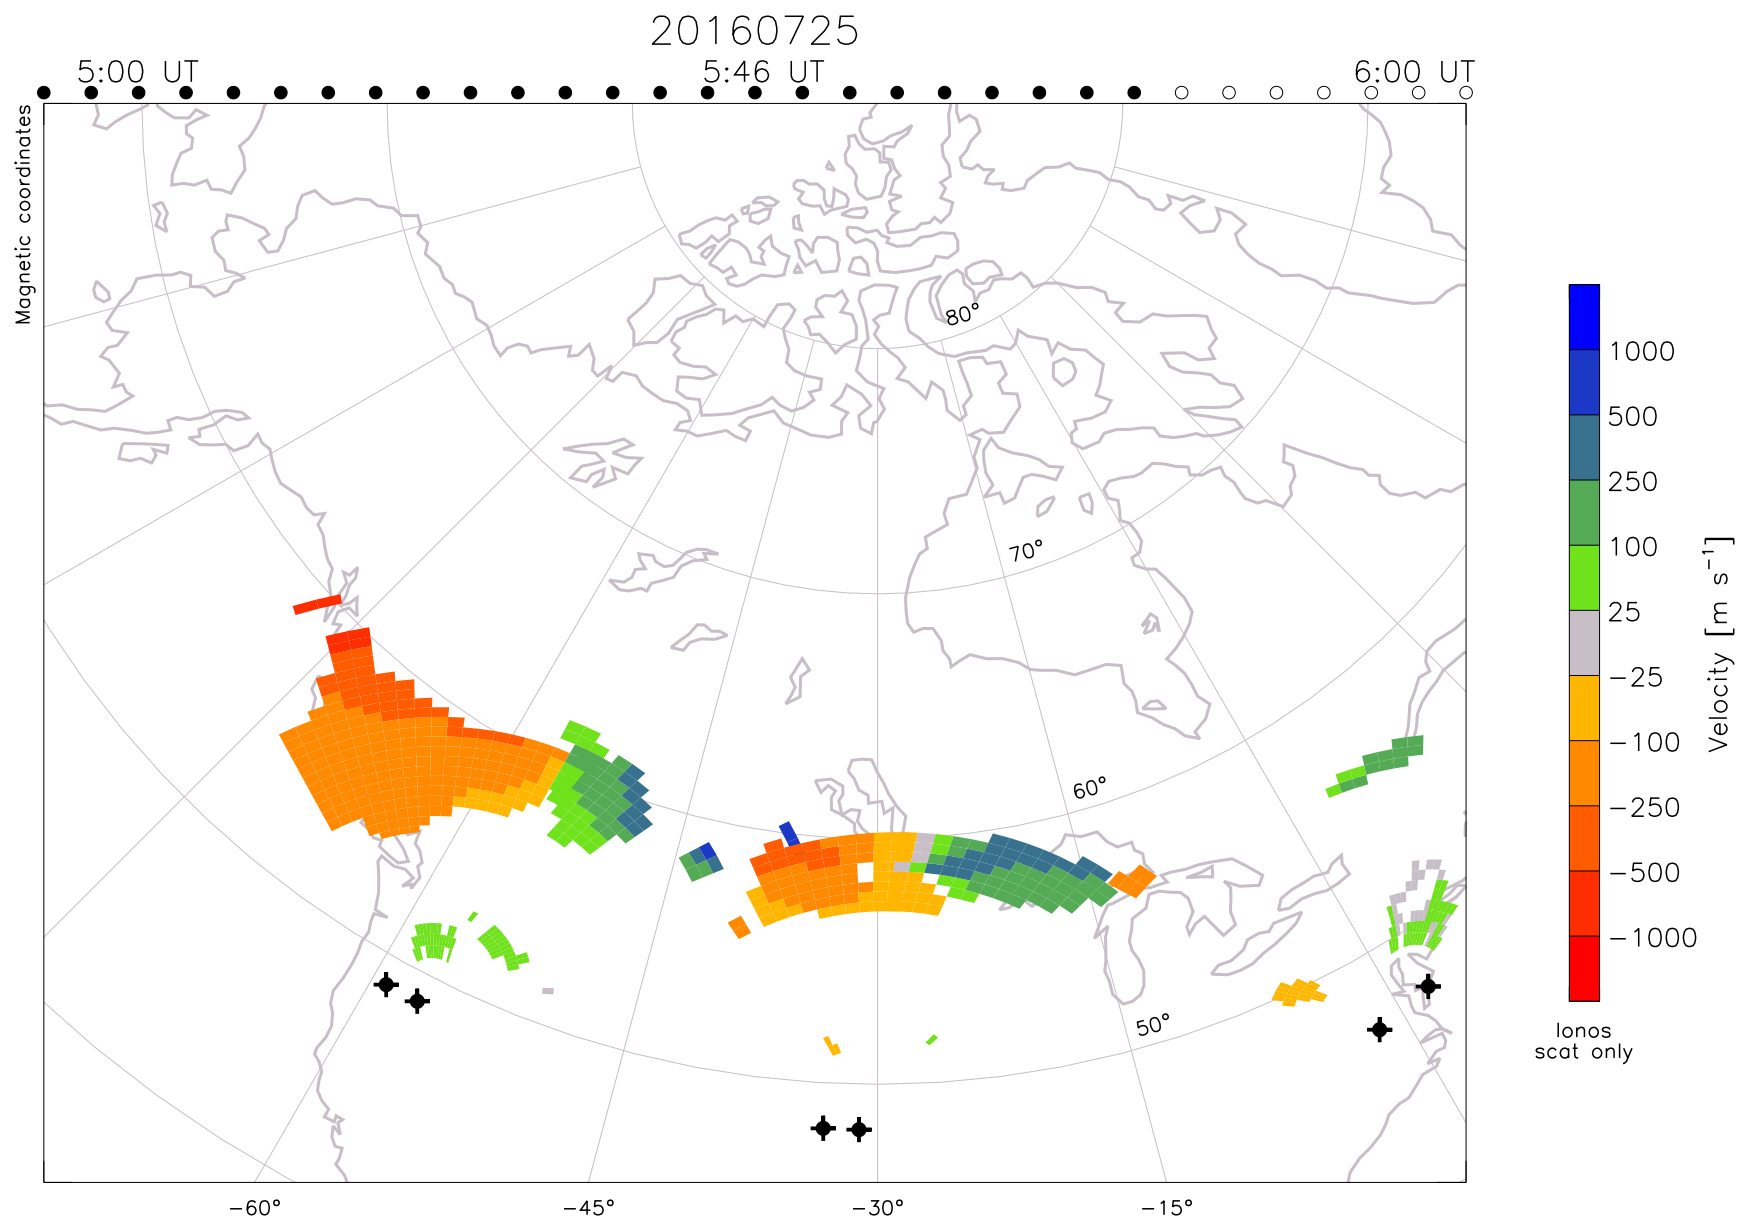 20160725
5:00 UT
5:46 UT
6:00 UT
Magnetic coordinates
80°
70°
60°
50°
1000
500
250
100
25
-25
-100
-250
-500
-1000
Velocity [m s⁻¹]
Ionos
scat only
-60°
-45°
-30°
-15°